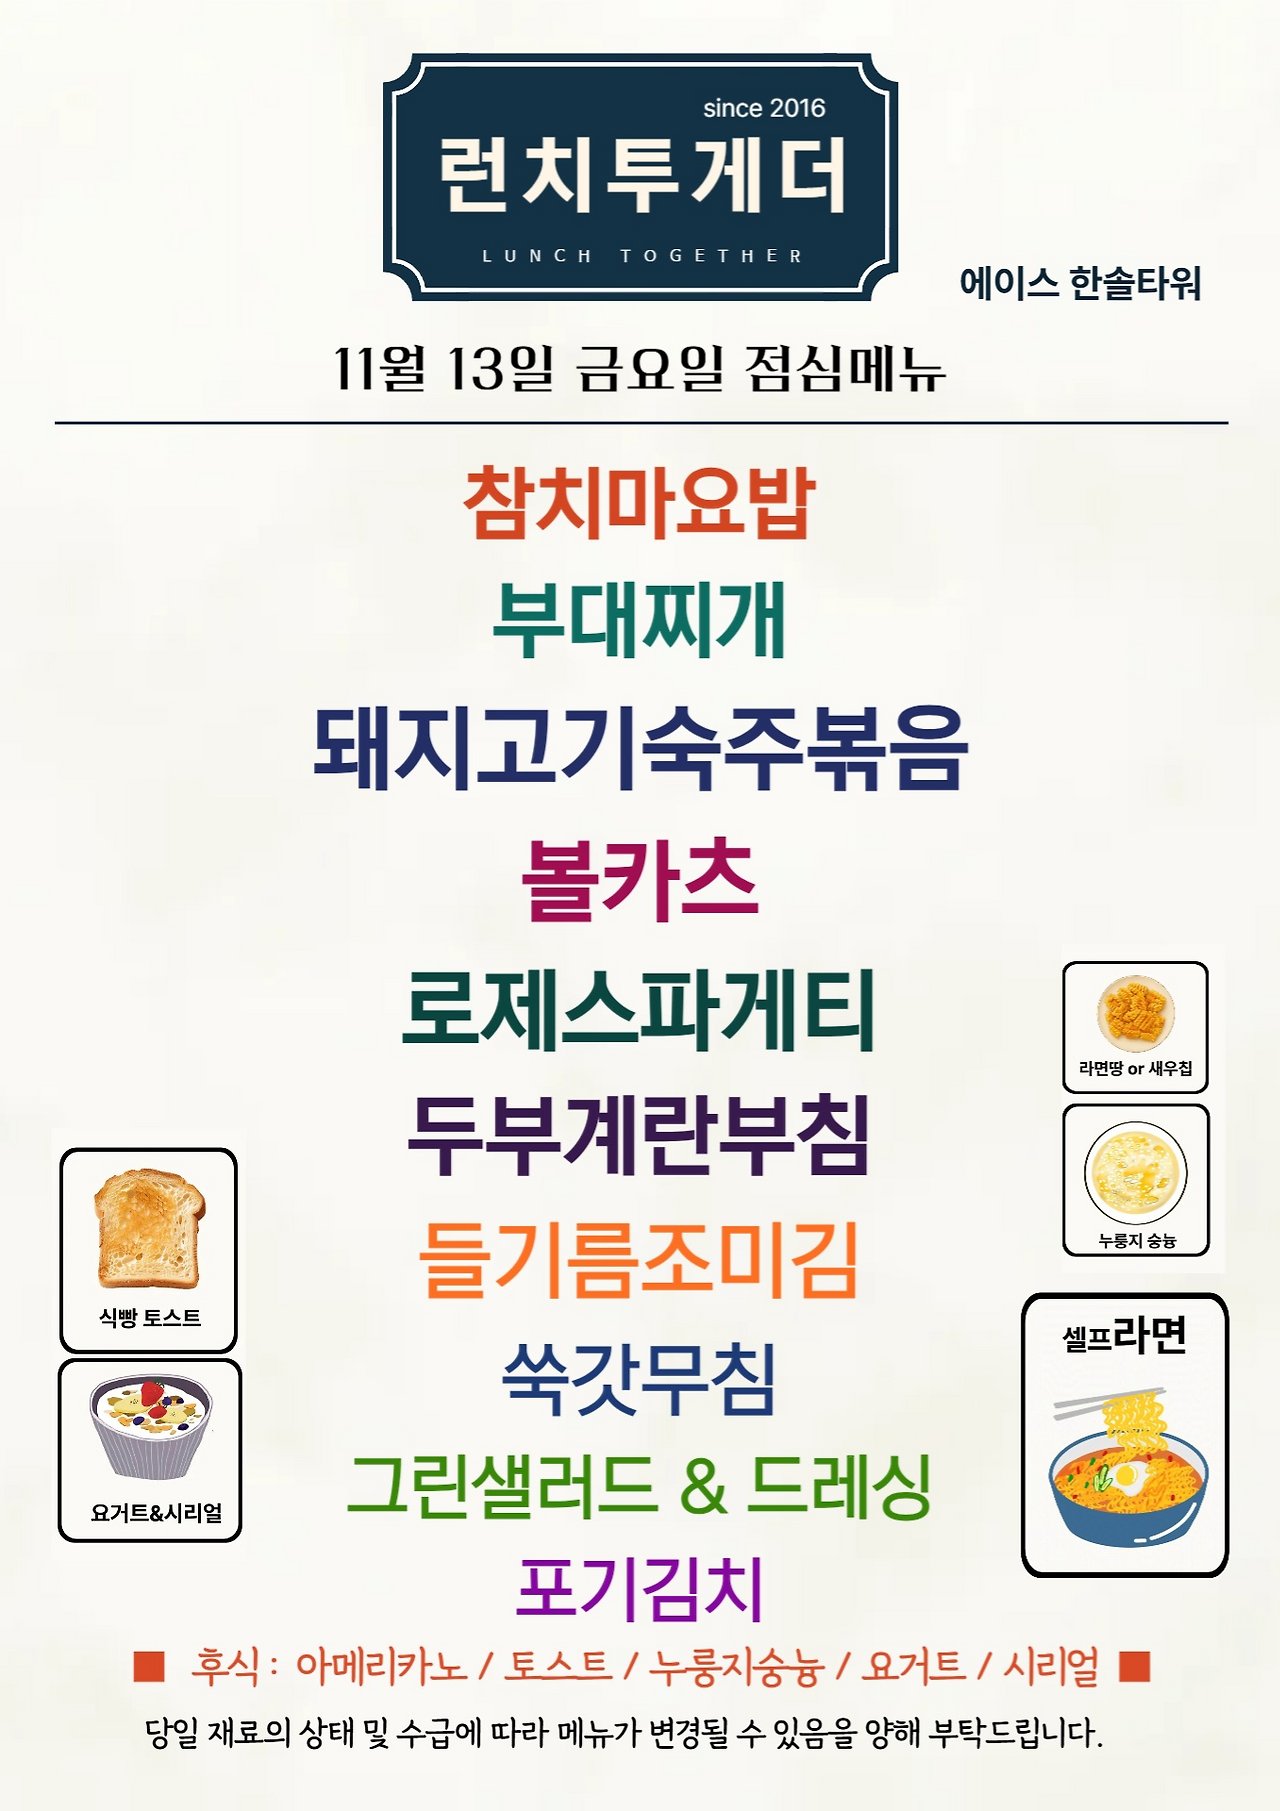 since 2016
런치투게더
LUNCH TOGETHER
에이스 한솔타워
11월 13일 금요일 점심메뉴
참치마요밥
부대찌개
돼지고기숙주볶음
볼카츠
로제스파게티
두부계란부침
들기름조미김
쑥갓무침
그린샐러드 & 드레싱
포기김치
라면땅 or 새우칩
누룽지 숭늉
셀프라면
식빵 토스트
요거트&시리얼
■ 후식 : 아메리카노 / 토스트 / 누룽지숭늉 / 요거트 / 시리얼 ■
당일 재료의 상태 및 수급에 따라 메뉴가 변경될 수 있음을 양해 부탁드립니다.